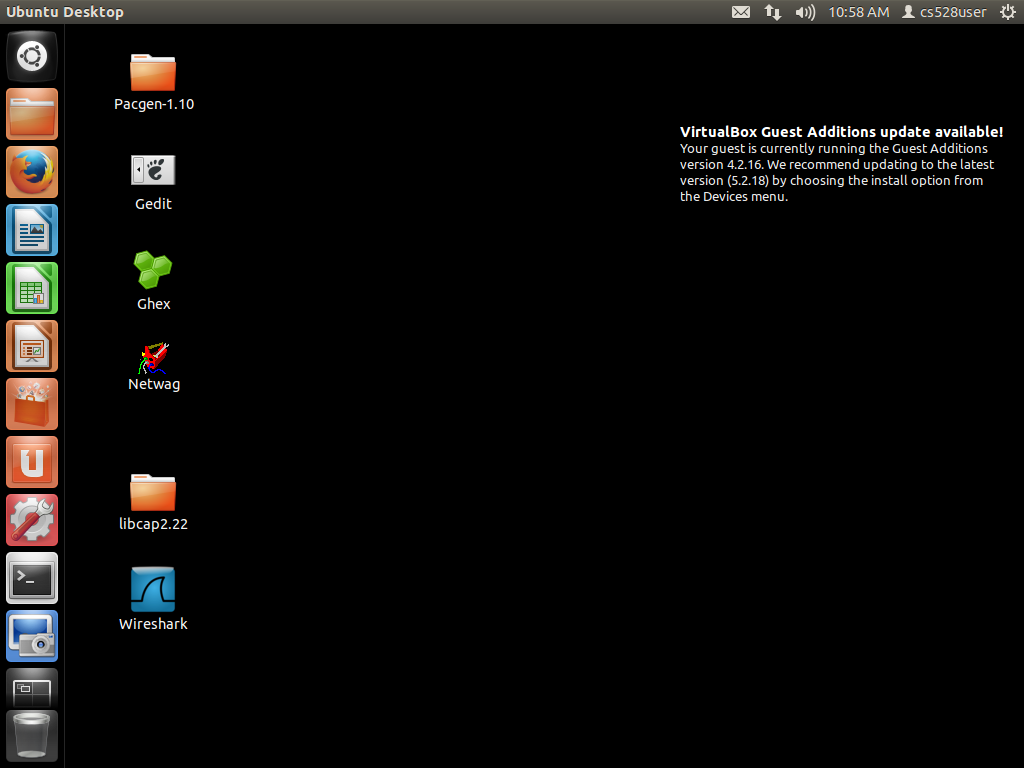 Ubuntu Desktop
10:58 AM
cs528user
Pacgen-1.10
VirtualBox Guest Additions update available!
Your guest is currently running the Guest Additions
version 4.2.16. We recommend updating to the latest
version (5.2.18) by choosing the install option from
the Devices menu.
Gedit
Ghex
Netwag
libcap2.22
Wireshark